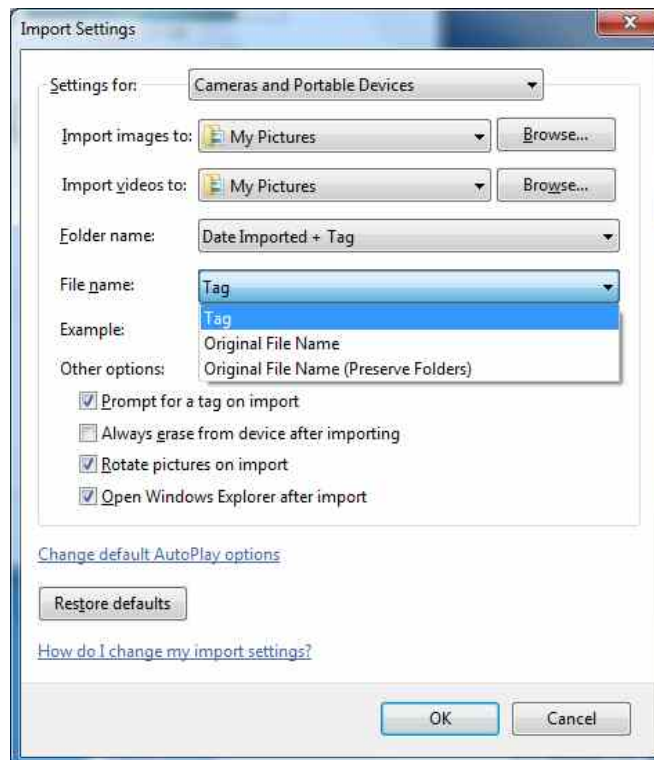 Import Settings
Settings for: Cameras and Portable Devices
Import images to: My Pictures Browse...
Import videos to: My Pictures Browse...
Folder name: Date Imported + Tag
File name: Tag
Tag
Example:
Original File Name
Other options: Original File Name (Preserve Folders)
Prompt for a tag on import
Always erase from device after importing
Rotate pictures on import
Open Windows Explorer after import
Change default AutoPlay options
Restore defaults
How do I change my import settings?
OK Cancel